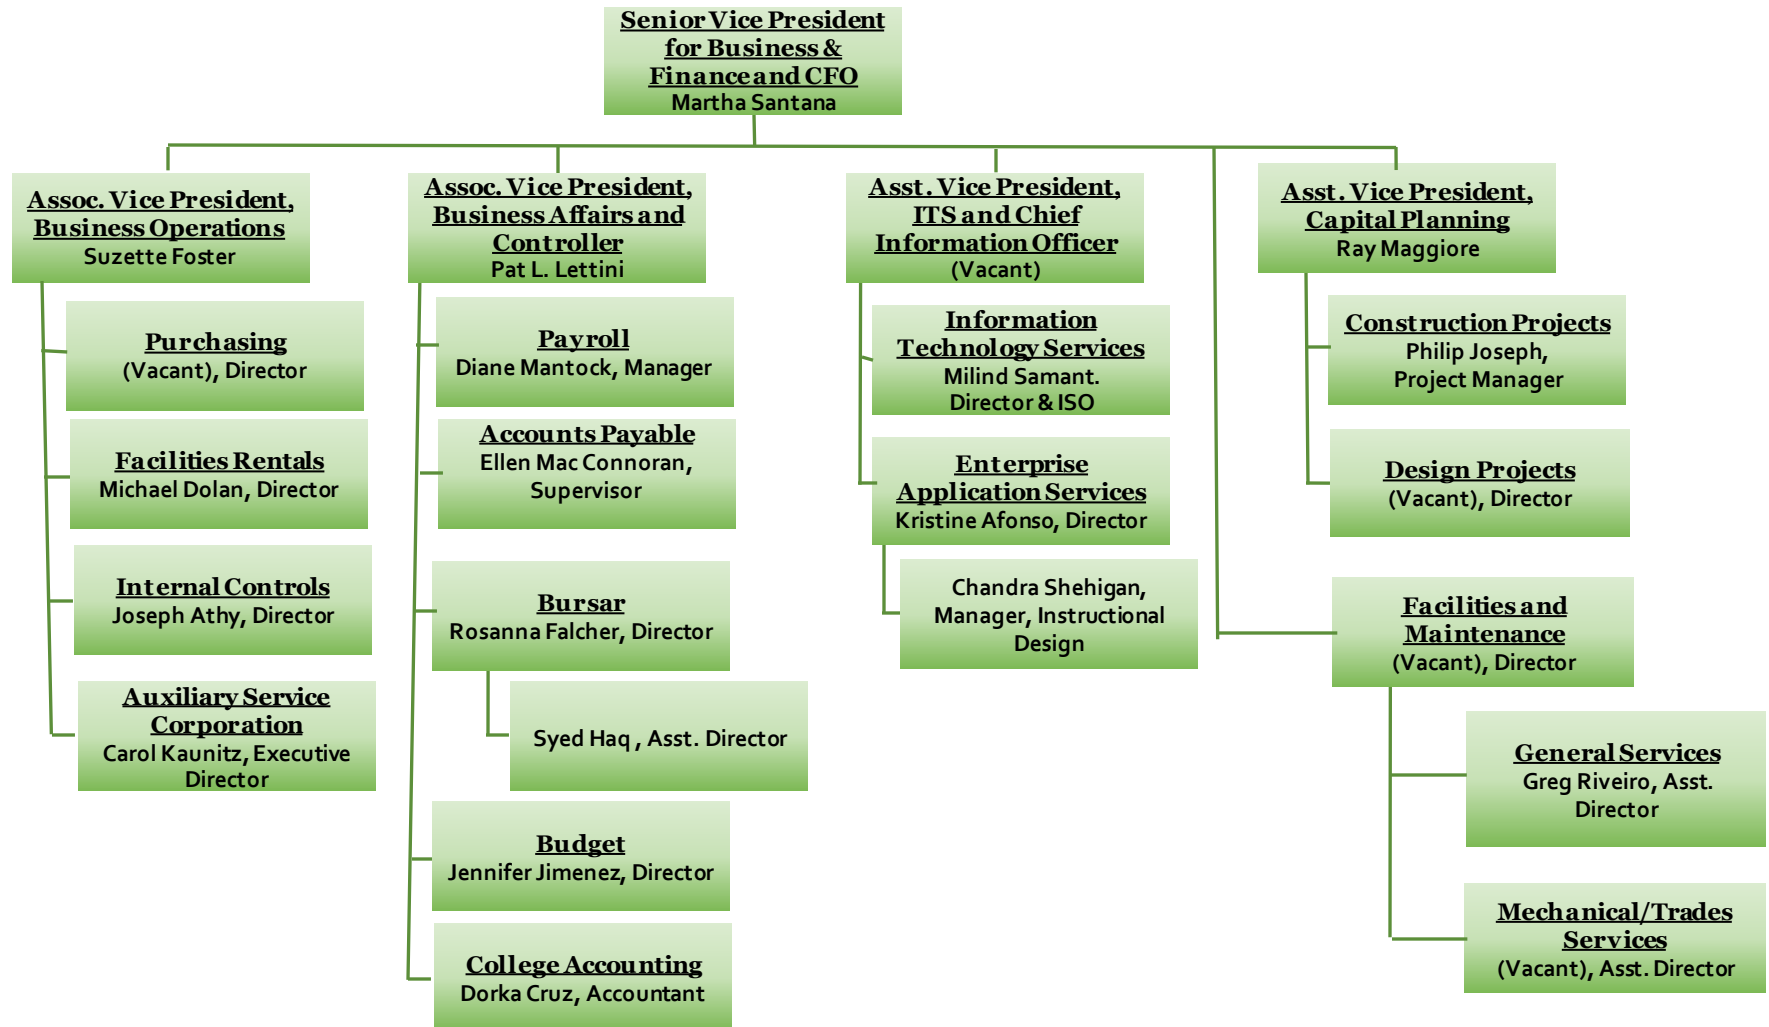 Senior Vice President
for Business &
Finance and CFO
Martha Santana
Assoc. Vice President,
Business Operations
Suzette Foster
Purchasing
(Vacant), Director
Facilities Rentals
Michael Dolan, Director
Internal Controls
Joseph Athy, Director
Auxiliary Service
Corporation
Carol Kaunitz, Executive
Director
Assoc. Vice President,
Business Affairs and
Controller
Pat L. Lettini
Payroll
Diane Mantock, Manager
Accounts Payable
Ellen Mac Connoran,
Supervisor
Bursar
Rosanna Falcher, Director
Syed Haq , Asst. Director
Budget
Jennifer Jimenez, Director
College Accounting
Dorka Cruz, Accountant
Asst. Vice President,
ITS and Chief
Information Officer
(Vacant)
Information
Technology Services
Milind Samant.
Director & ISO
Enterprise
Application Services
Kristine Afonso, Director
Chandra Shehigan,
Manager, Instructional
Design
Asst. Vice President,
Capital Planning
Ray Maggiore
Construction Projects
Philip Joseph,
Project Manager
Design Projects
(Vacant), Director
Facilities and
Maintenance
(Vacant), Director
General Services
Greg Riveiro, Asst.
Director
Mechanical/Trades
Services
(Vacant), Asst. Director